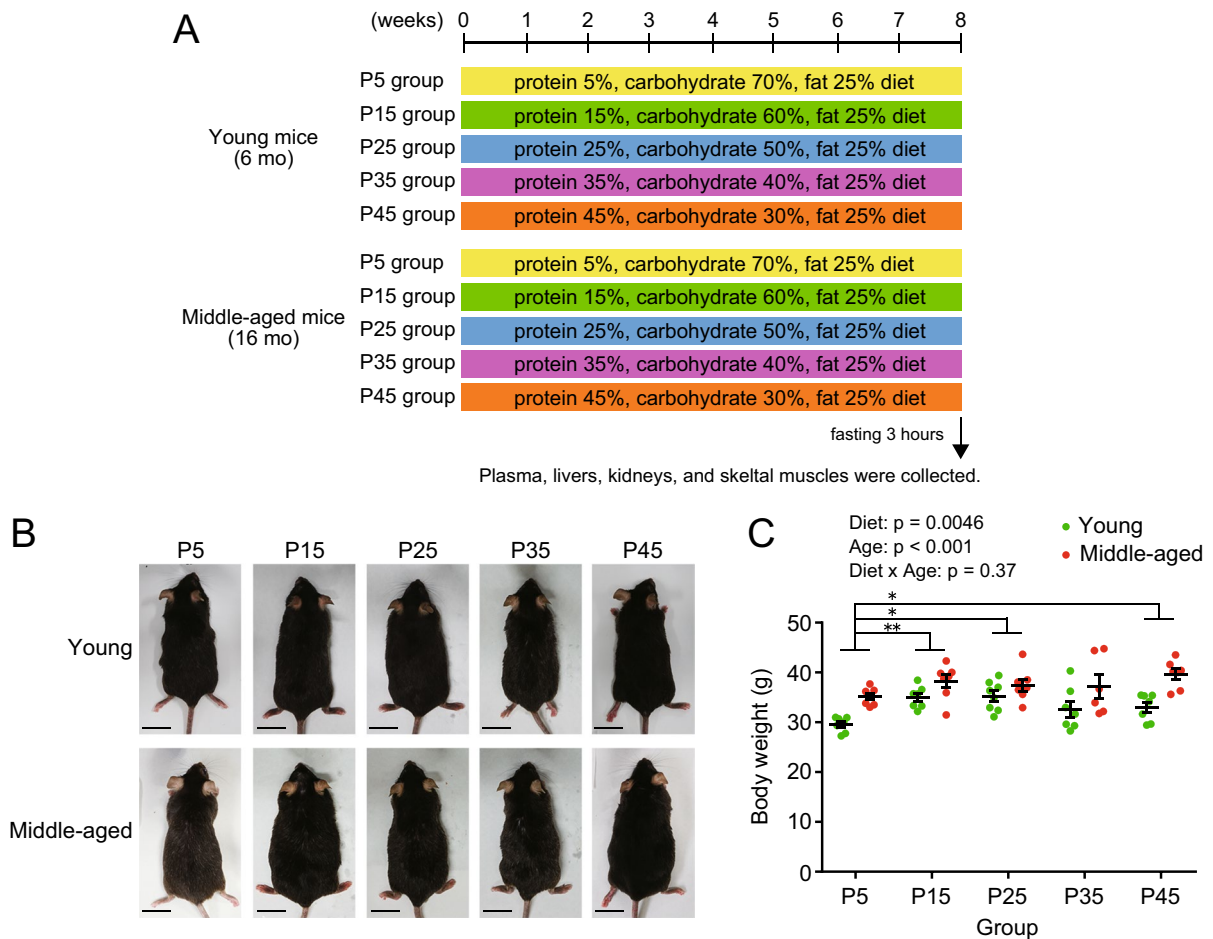 A
(weeks) 0 1 2 3 4 5 6 7 8
Young mice
(6 mo)
P5 group protein 5%, carbohydrate 70%, fat 25% diet
P15 group protein 15%, carbohydrate 60%, fat 25% diet
P25 group protein 25%, carbohydrate 50%, fat 25% diet
P35 group protein 35%, carbohydrate 40%, fat 25% diet
P45 group protein 45%, carbohydrate 30%, fat 25% diet
Middle-aged mice
(16 mo)
P5 group protein 5%, carbohydrate 70%, fat 25% diet
P15 group protein 15%, carbohydrate 60%, fat 25% diet
P25 group protein 25%, carbohydrate 50%, fat 25% diet
P35 group protein 35%, carbohydrate 40%, fat 25% diet
P45 group protein 45%, carbohydrate 30%, fat 25% diet
fasting 3 hours
Plasma, livers, kidneys, and skeltal muscles were collected.
B
P5 P15 P25 P35 P45
Young
Middle-aged
C
Diet: p = 0.0046
Age: p < 0.001
Diet x Age: p = 0.37
Young
Middle-aged
*
*
**
Body weight (g)
50
40
30
20
10
0
P5 P15 P25 P35 P45
Group